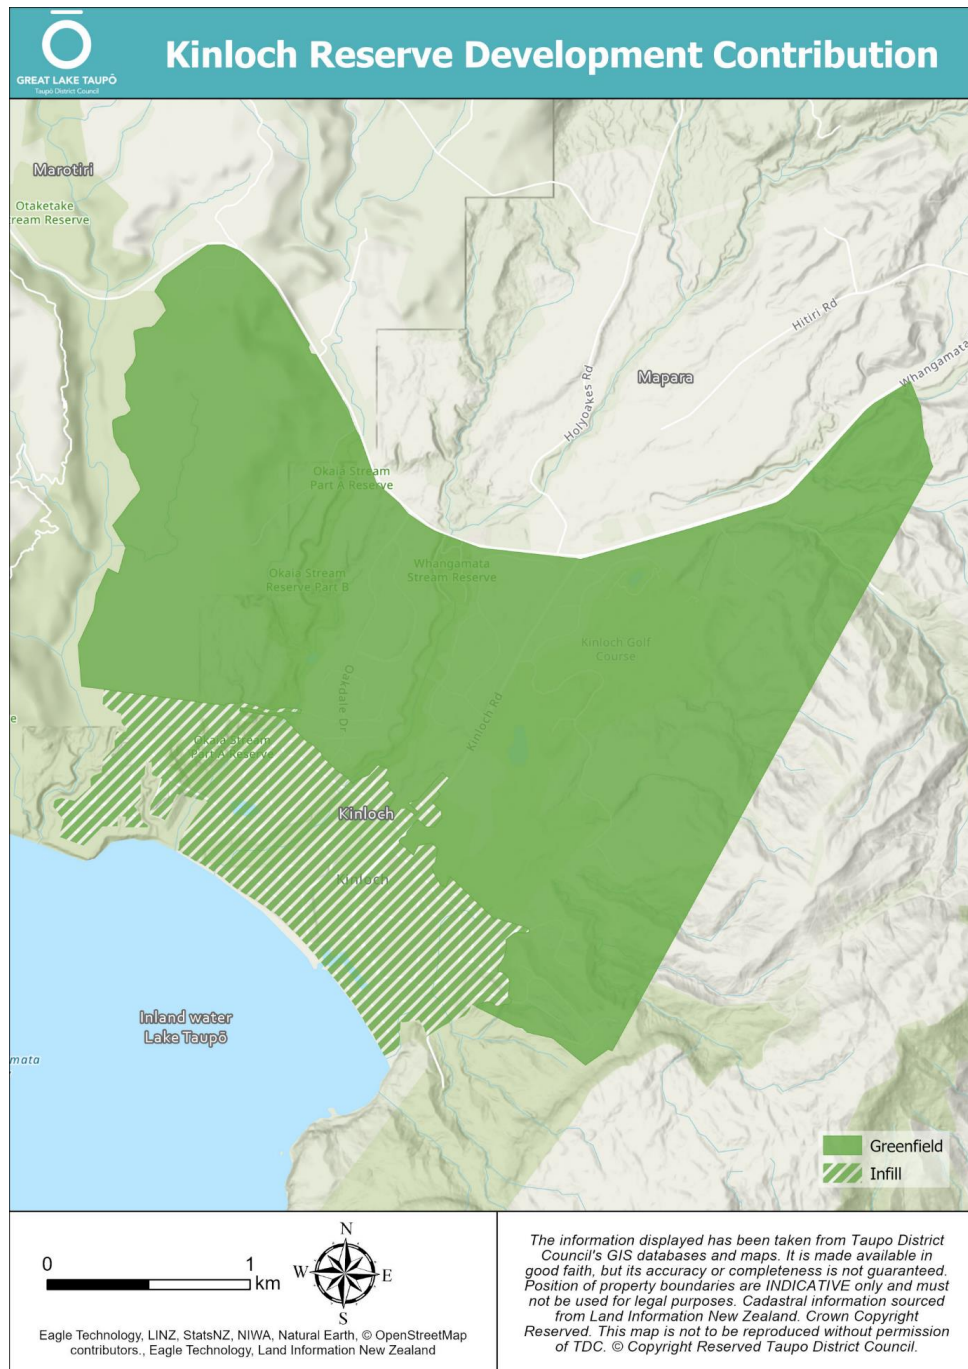 GREAT LAKE TAUPŌ
Taupō District Council
Kinloch Reserve Development Contribution
Marotiri
Otaketake
ream Reserve
Hitiri Rd
Whangamata
Mapara
Holyoakes Rd
Okaia Stream
Part A Reserve
Whangamata
Stream Reserve
Okaia Stream
Reserve Part B
Kinloch Golf
Course
Oakdale Dr
Kinloch Rd
e
Okaia Stream
Part A Reserve
Kinloch
Kinloch
Inland water
Lake Taupō
mata
Greenfield
Infill
0 1
km
N
W E
S
Eagle Technology, LINZ, StatsNZ, NIWA, Natural Earth, © OpenStreetMap
contributors., Eagle Technology, Land Information New Zealand
The information displayed has been taken from Taupo District
Council's GIS databases and maps. It is made available in
good faith, but its accuracy or completeness is not guaranteed.
Position of property boundaries are INDICATIVE only and must
not be used for legal purposes. Cadastral information sourced
from Land Information New Zealand. Crown Copyright
Reserved. This map is not to be reproduced without permission
of TDC. © Copyright Reserved Taupo District Council.